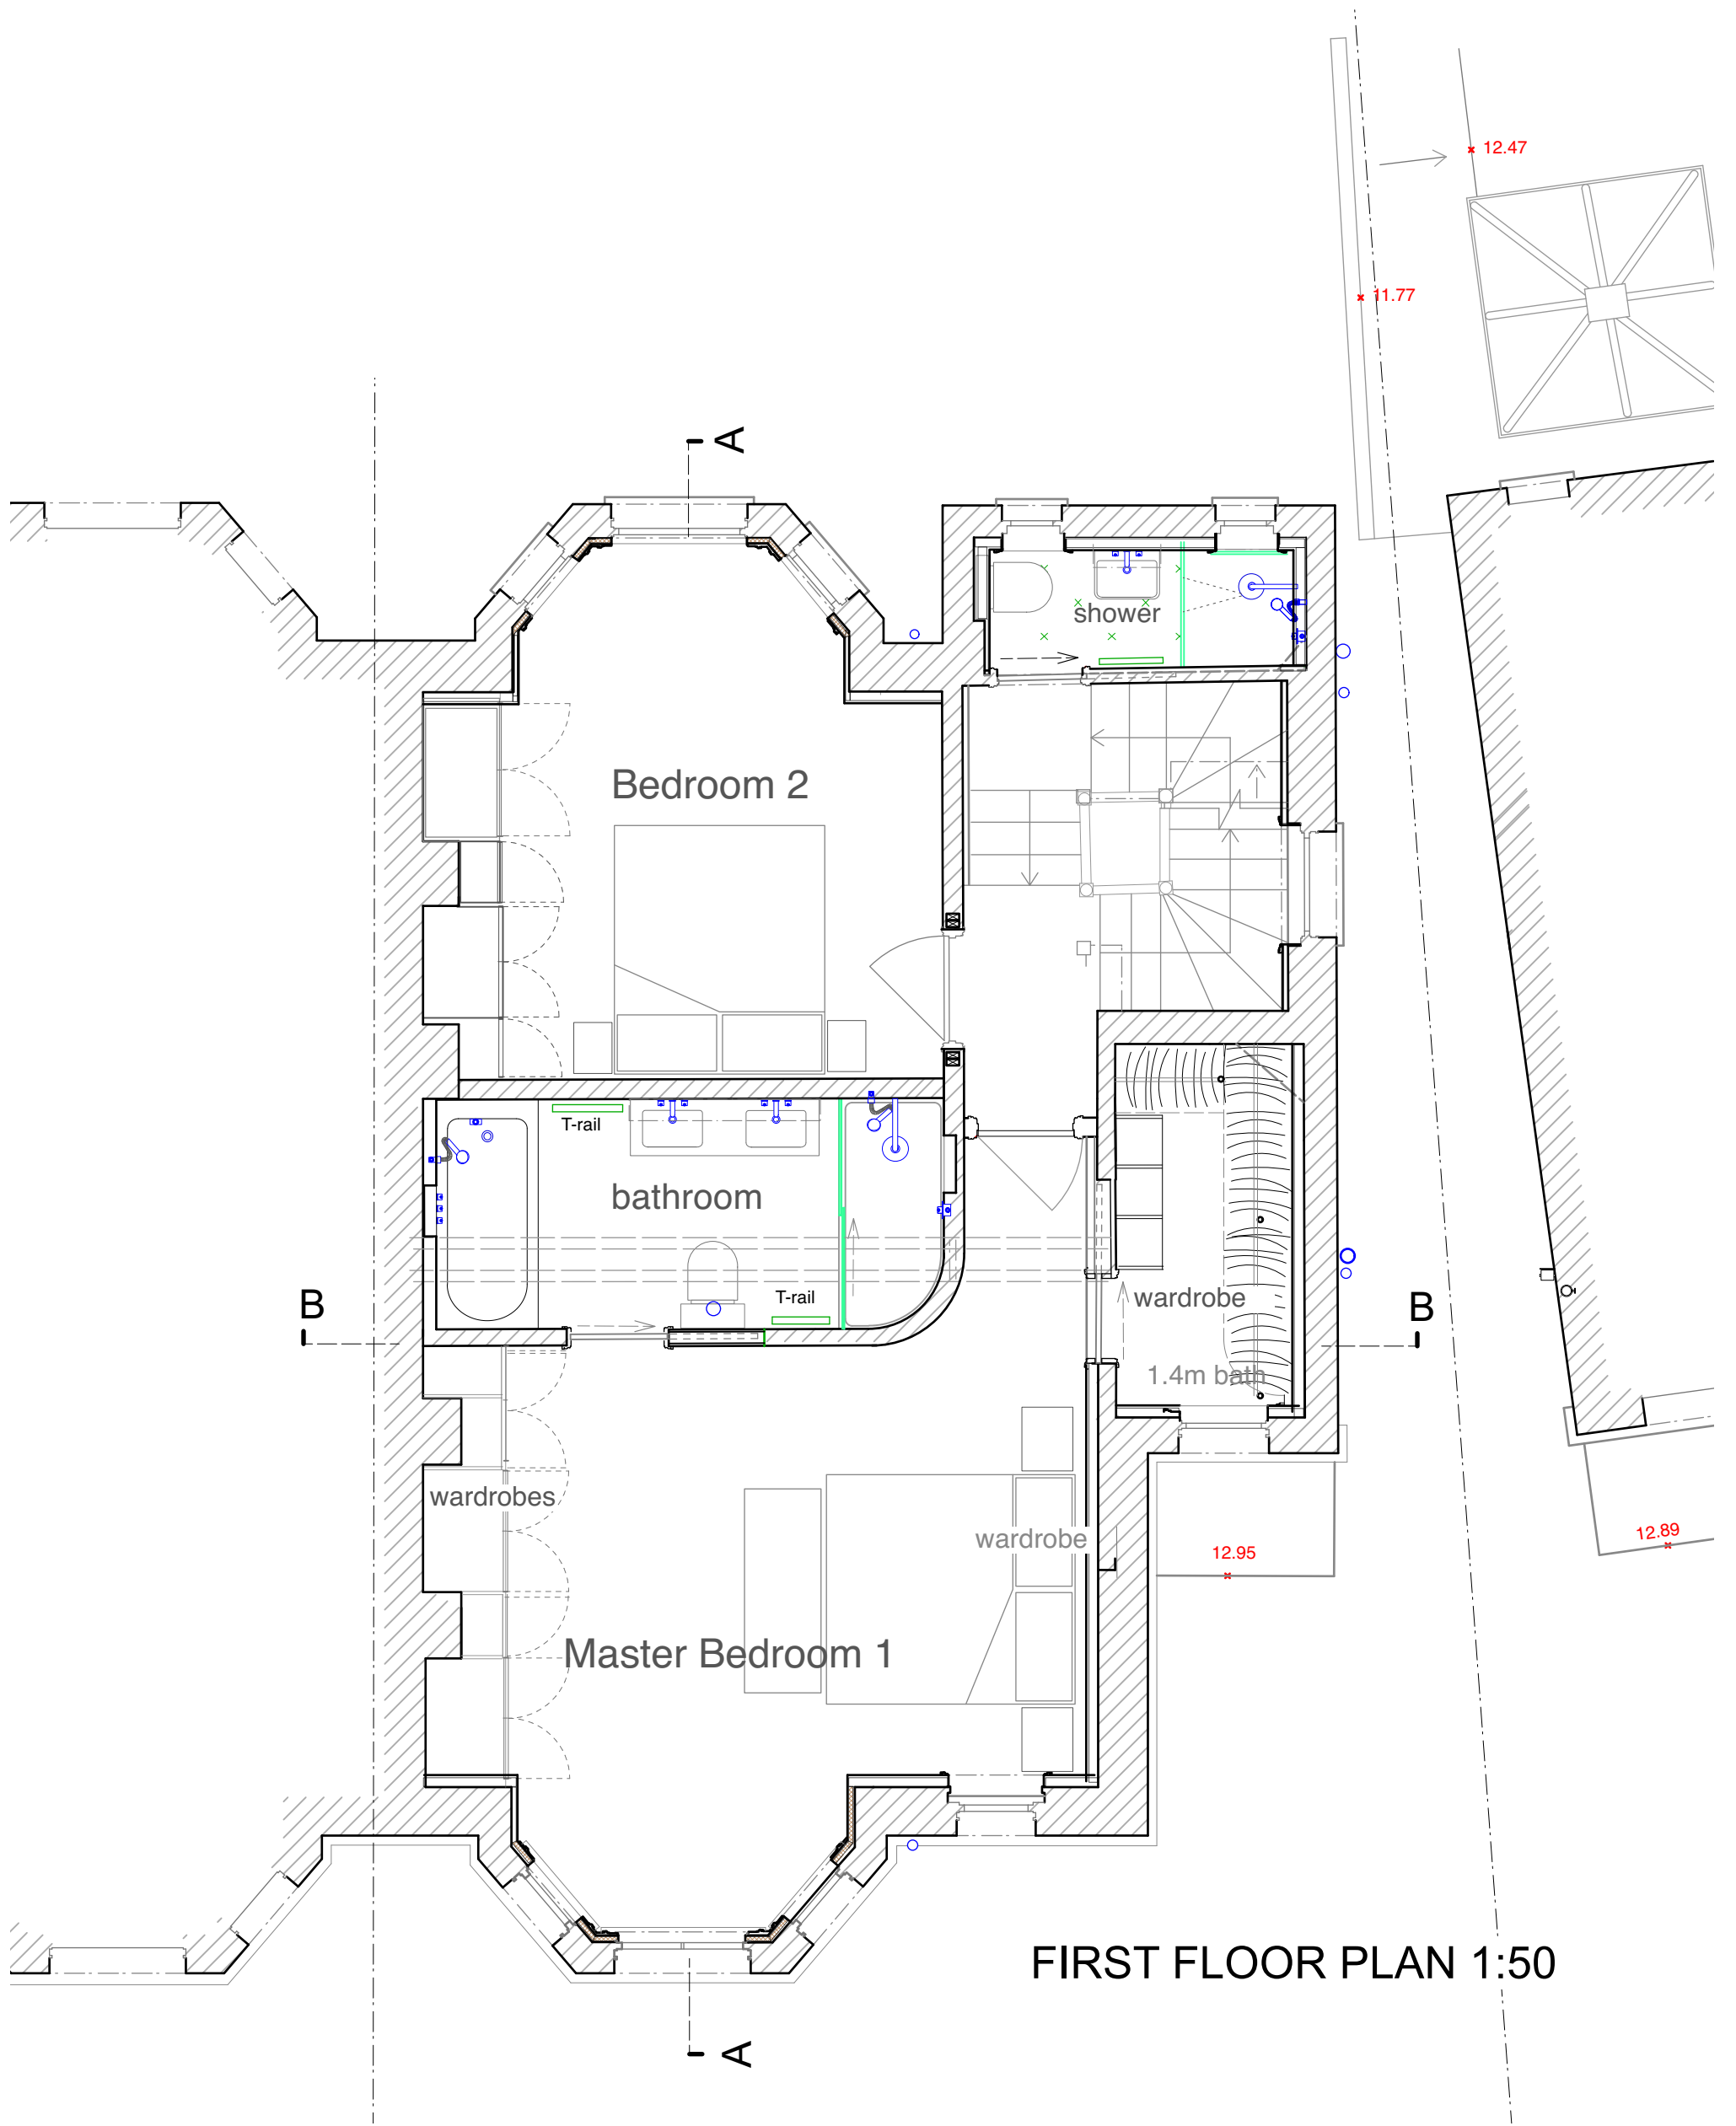 12.47
11.77
A
shower
Bedroom 2
T-rail
bathroom
T-rail
wardrobe
B
B
1.4m bath
wardrobes
wardrobe
12.95
12.89
Master Bedroom 1
FIRST FLOOR PLAN 1:50
A